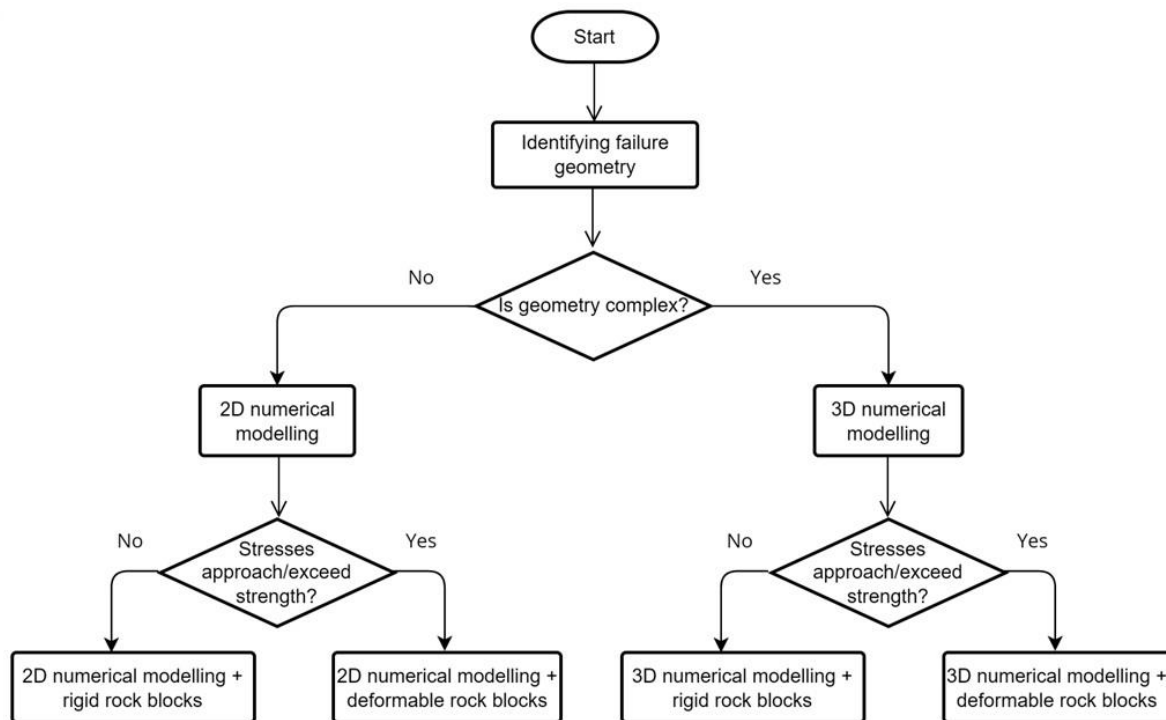 Start
Identifying failure
geometry
No
Yes
Is geometry complex?
2D numerical
modelling
3D numerical
modelling
No
Stresses
approach/exceed
strength?
Yes
No
Stresses
approach/exceed
strength?
Yes
2D numerical modelling +
rigid rock blocks
2D numerical modelling +
deformable rock blocks
3D numerical modelling +
rigid rock blocks
3D numerical modelling +
deformable rock blocks